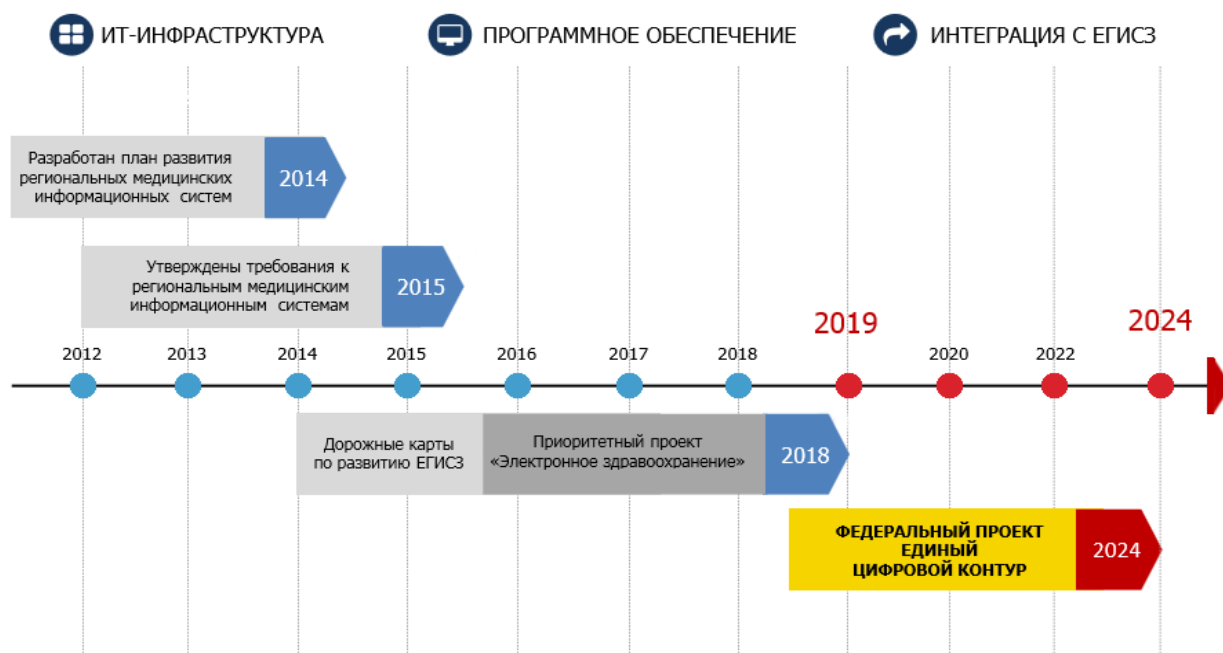 ИТ-ИНФРАСТРУКТУРА
ПРОГРАММНОЕ ОБЕСПЕЧЕНИЕ
ИНТЕГРАЦИЯ С ЕГИСЗ
Разработан план развития
региональных медицинских
информационных систем
2014
Утверждены требования к
региональным медицинским
информационным системам
2015
2012
2013
2014
2015
2016
2017
2018
2019
2020
2022
2024
Дорожные карты
по развитию ЕГИСЗ
Приоритетный проект
«Электронное здравоохранение»
2018
ФЕДЕРАЛЬНЫЙ ПРОЕКТ
ЕДИНЫЙ
ЦИФРОВОЙ КОНТУР
2024